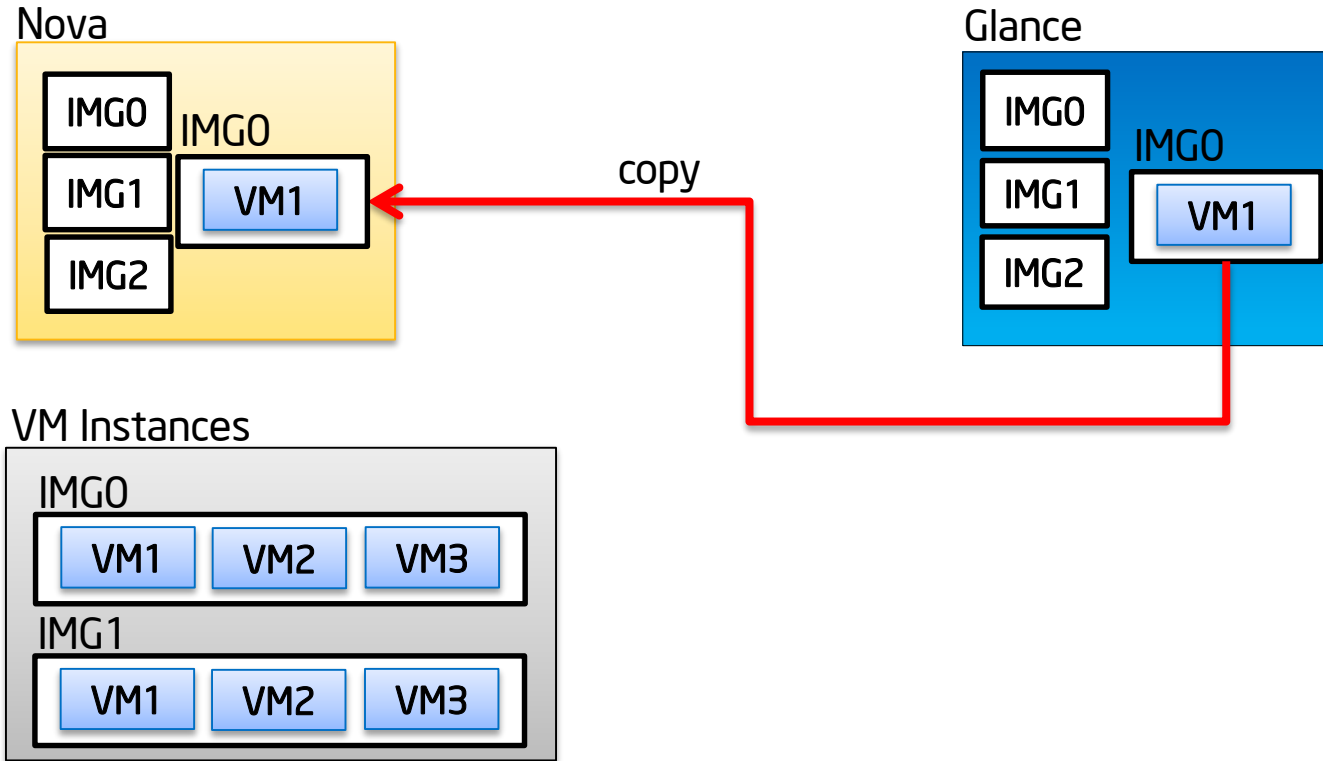 Nova
IMG0
IMG1
IMG2
IMG0
VM1
copy
Glance
IMG0
IMG1
IMG2
IMG0
VM1
VM Instances
IMG0
VM1 VM2 VM3
IMG1
VM1 VM2 VM3